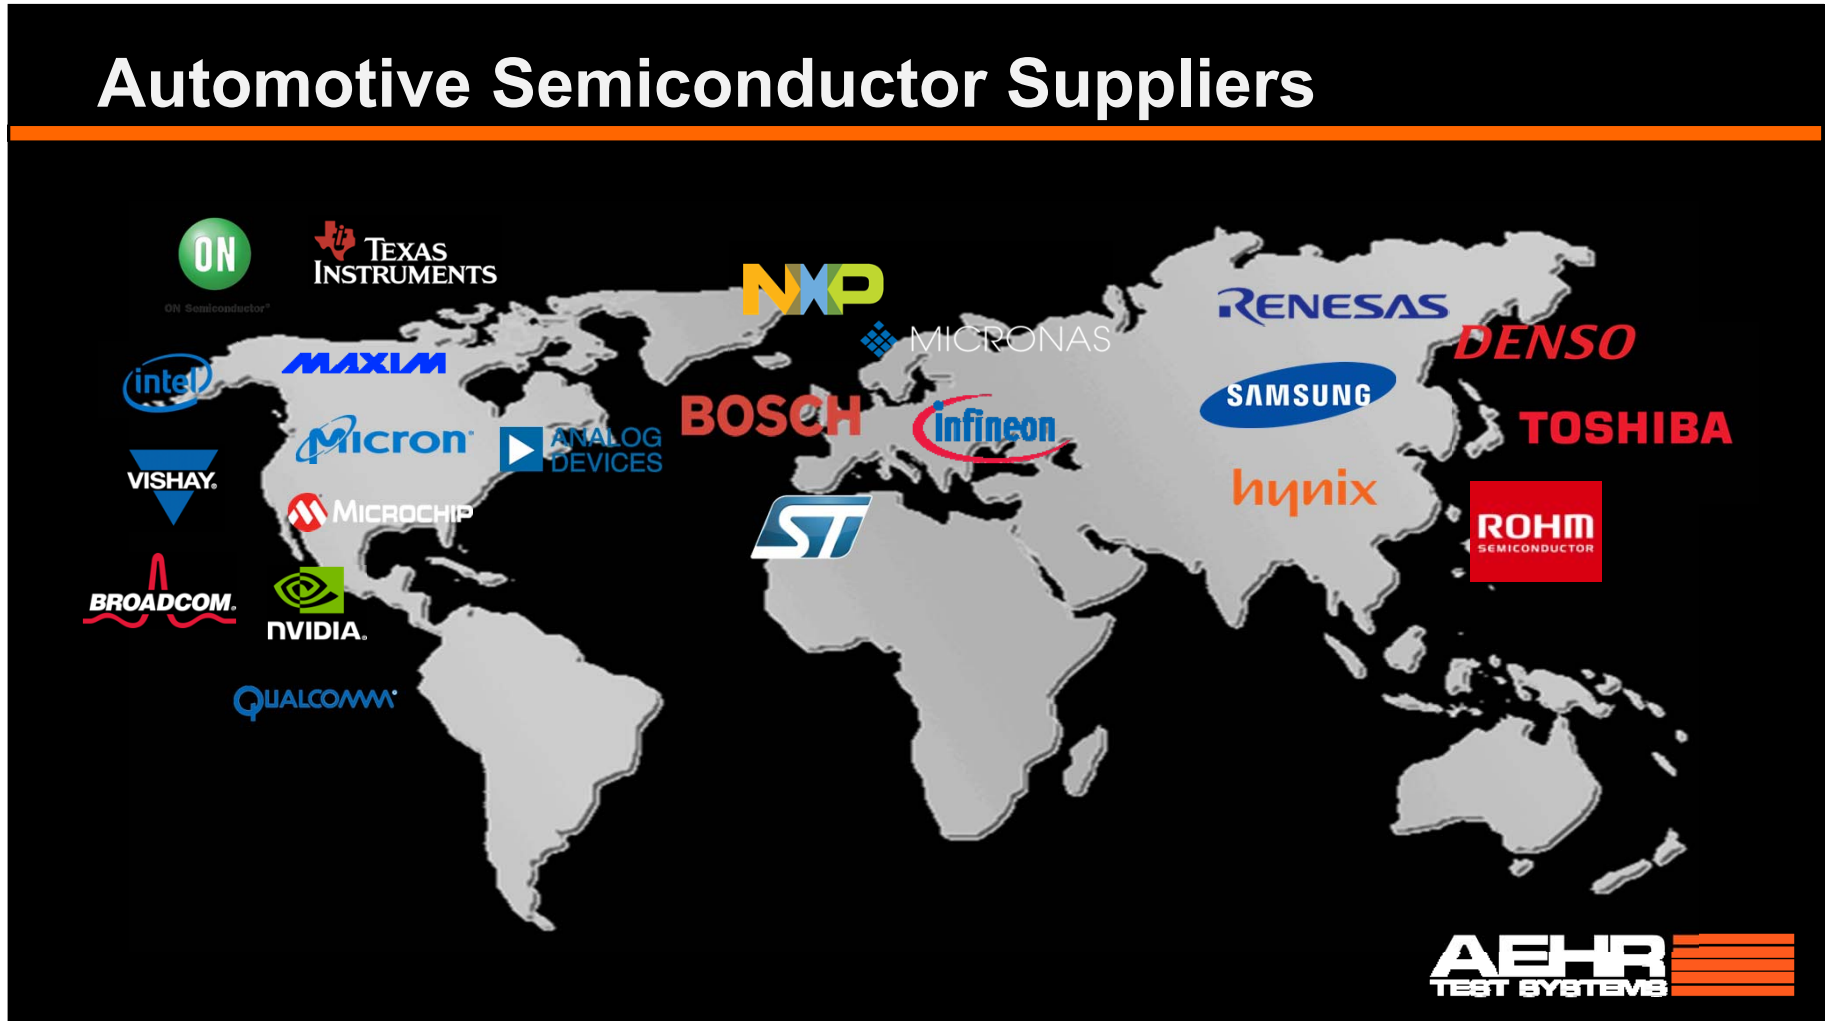 Automotive Semiconductor Suppliers
ON
ON Semiconductor®
TEXAS
INSTRUMENTS
intel
MAXIM
MICRON
ANALOG
DEVICES
VISHAY®
MICROCHIP
BROADCOM®
NVIDIA®
QUALCOMM
NXP
MICRONAS
BOSCH
infineon
ST
RENESAS
DENSO
SAMSUNG
TOSHIBA
hynix
ROHM
SEMICONDUCTOR
AEHR
TEST SYSTEMS